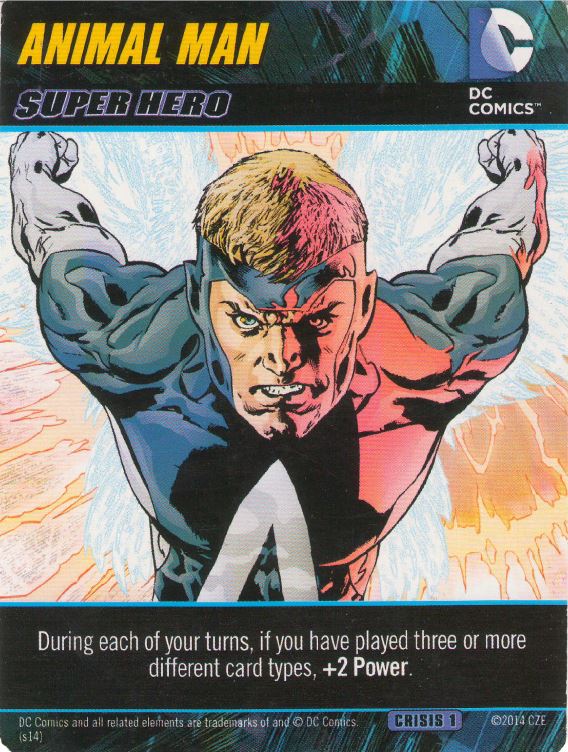 ANIMAL MAN
SUPER HERO
DC
COMICS™
During each of your turns, if you have played three or more
different card types, +2 Power.
DC Comics and all related elements are trademarks of and © DC Comics.
(s14)
CRISIS 1
©2014 CZE